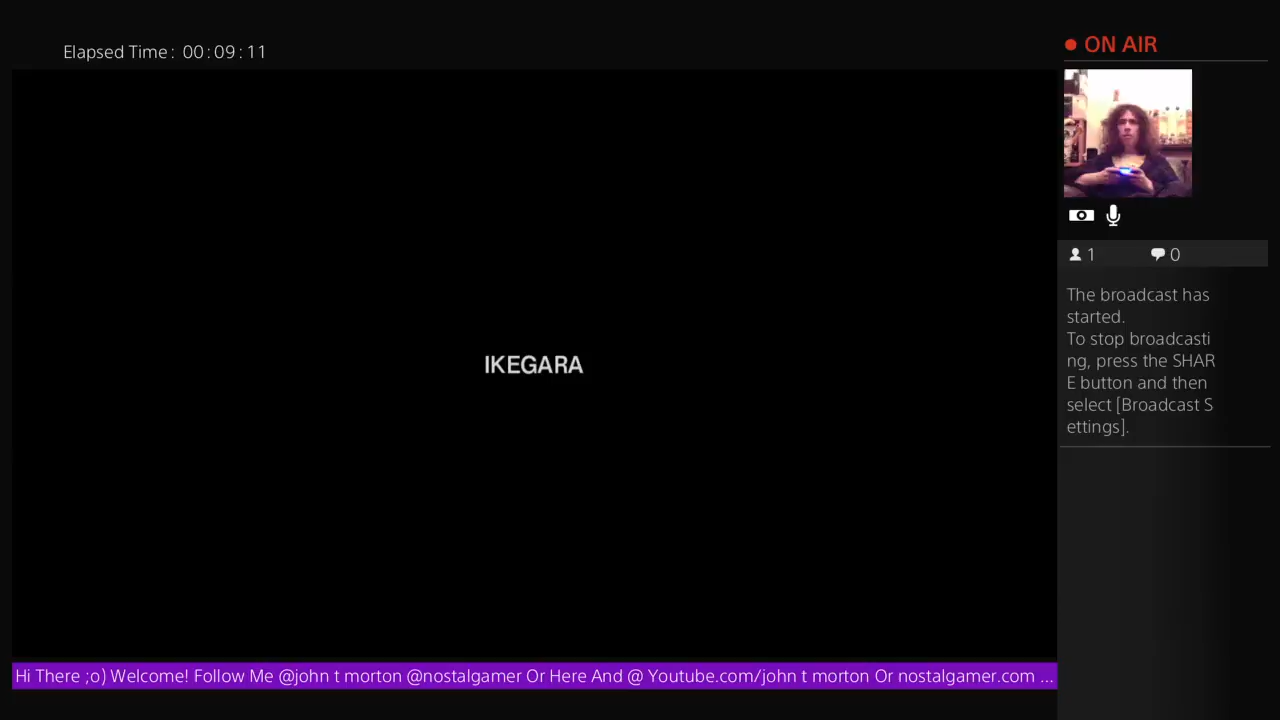 Elapsed Time: 00:09:11
ON AIR
1
0
The broadcast has
started.
To stop broadcasti
ng, press the SHAR
E button and then
select [Broadcast S
ettings].
IKEGARA
Hi There ;o) Welcome! Follow Me @john t morton @nostalgamer Or Here And @ Youtube.com/john t morton Or nostalgamer.com ...